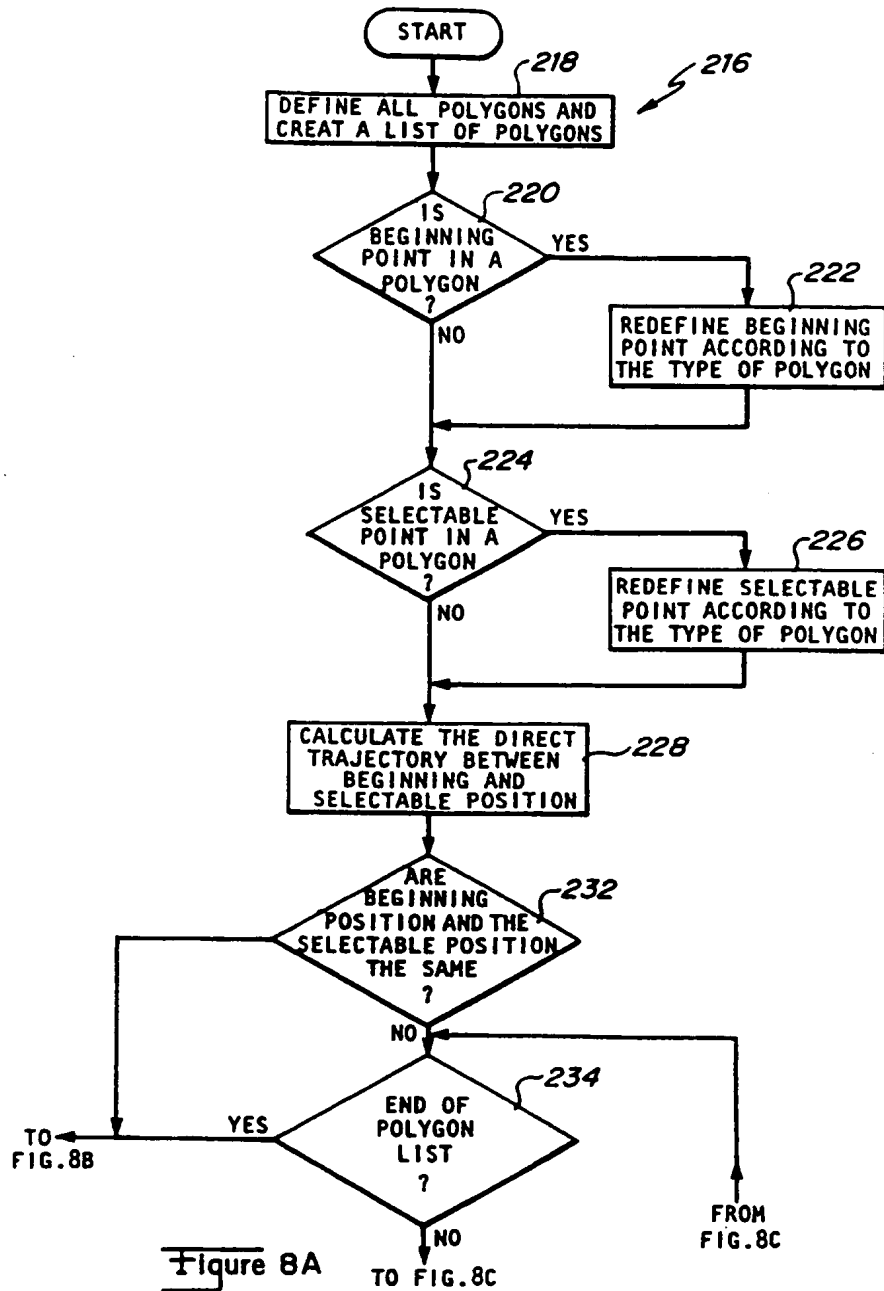 START
218
216
DEFINE ALL POLYGONS AND
CREAT A LIST OF POLYGONS
220
IS
BEGINNING
POINT IN A
POLYGON
?
YES
NO
222
REDEFINE BEGINNING
POINT ACCORDING TO
THE TYPE OF POLYGON
224
IS
SELECTABLE
POINT IN A
POLYGON
?
YES
NO
226
REDEFINE SELECTABLE
POINT ACCORDING TO
THE TYPE OF POLYGON
CALCULATE THE DIRECT
TRAJECTORY BETWEEN
BEGINNING AND
SELECTABLE POSITION
228
ARE
BEGINNING
POSITION AND THE
SELECTABLE POSITION
THE SAME
?
232
NO
234
END OF
POLYGON
LIST
?
YES
TO
FIG.8B
NO
TO FIG.8C
FROM
FIG.8C
Figure 8A